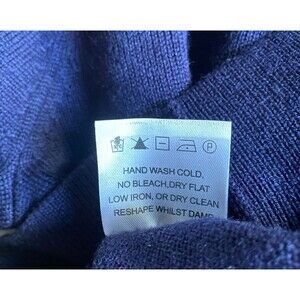 P
HAND WASH COLD,
NO BLEACH,DRY FLAT
LOW IRON, OR DRY CLEAN
RESHAPE WHILST DAMP